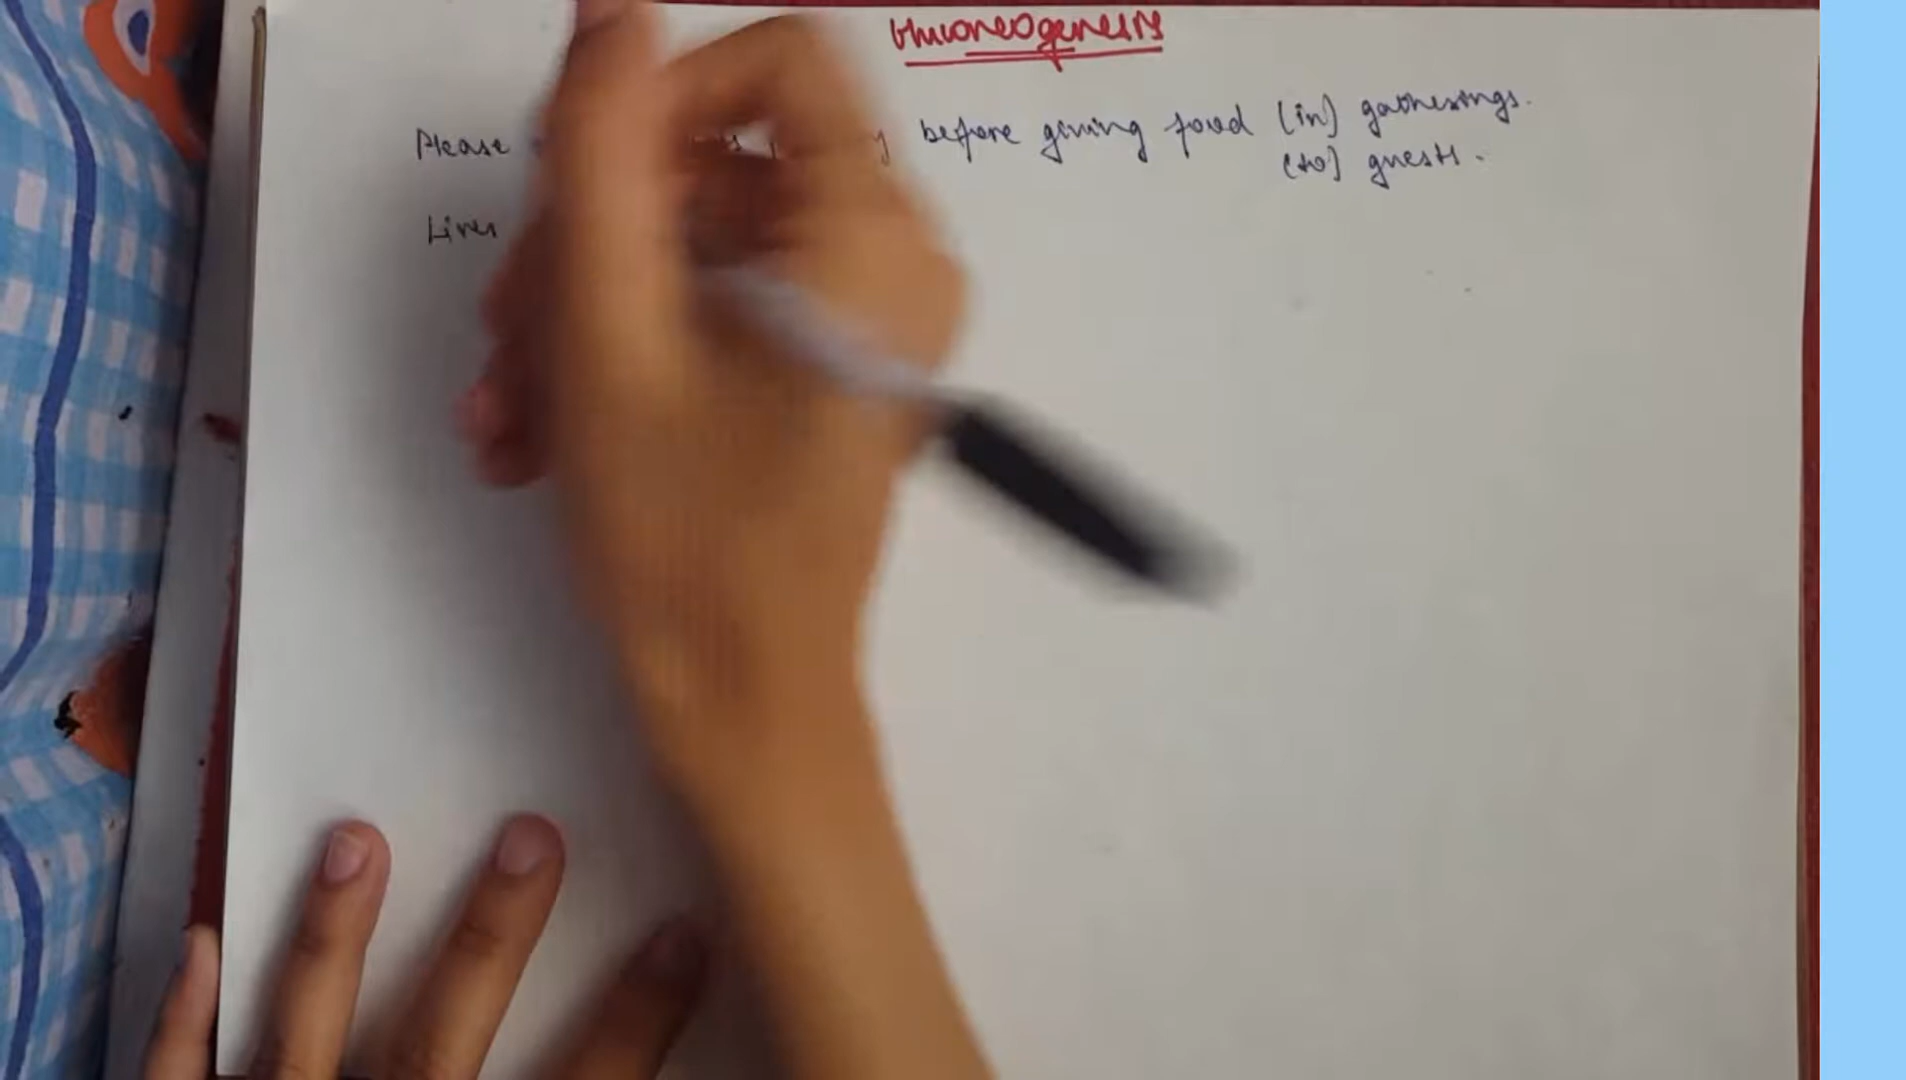 Gluconeogenesis
Please before giving food (in) gatherings.
(to) guests.
Liver